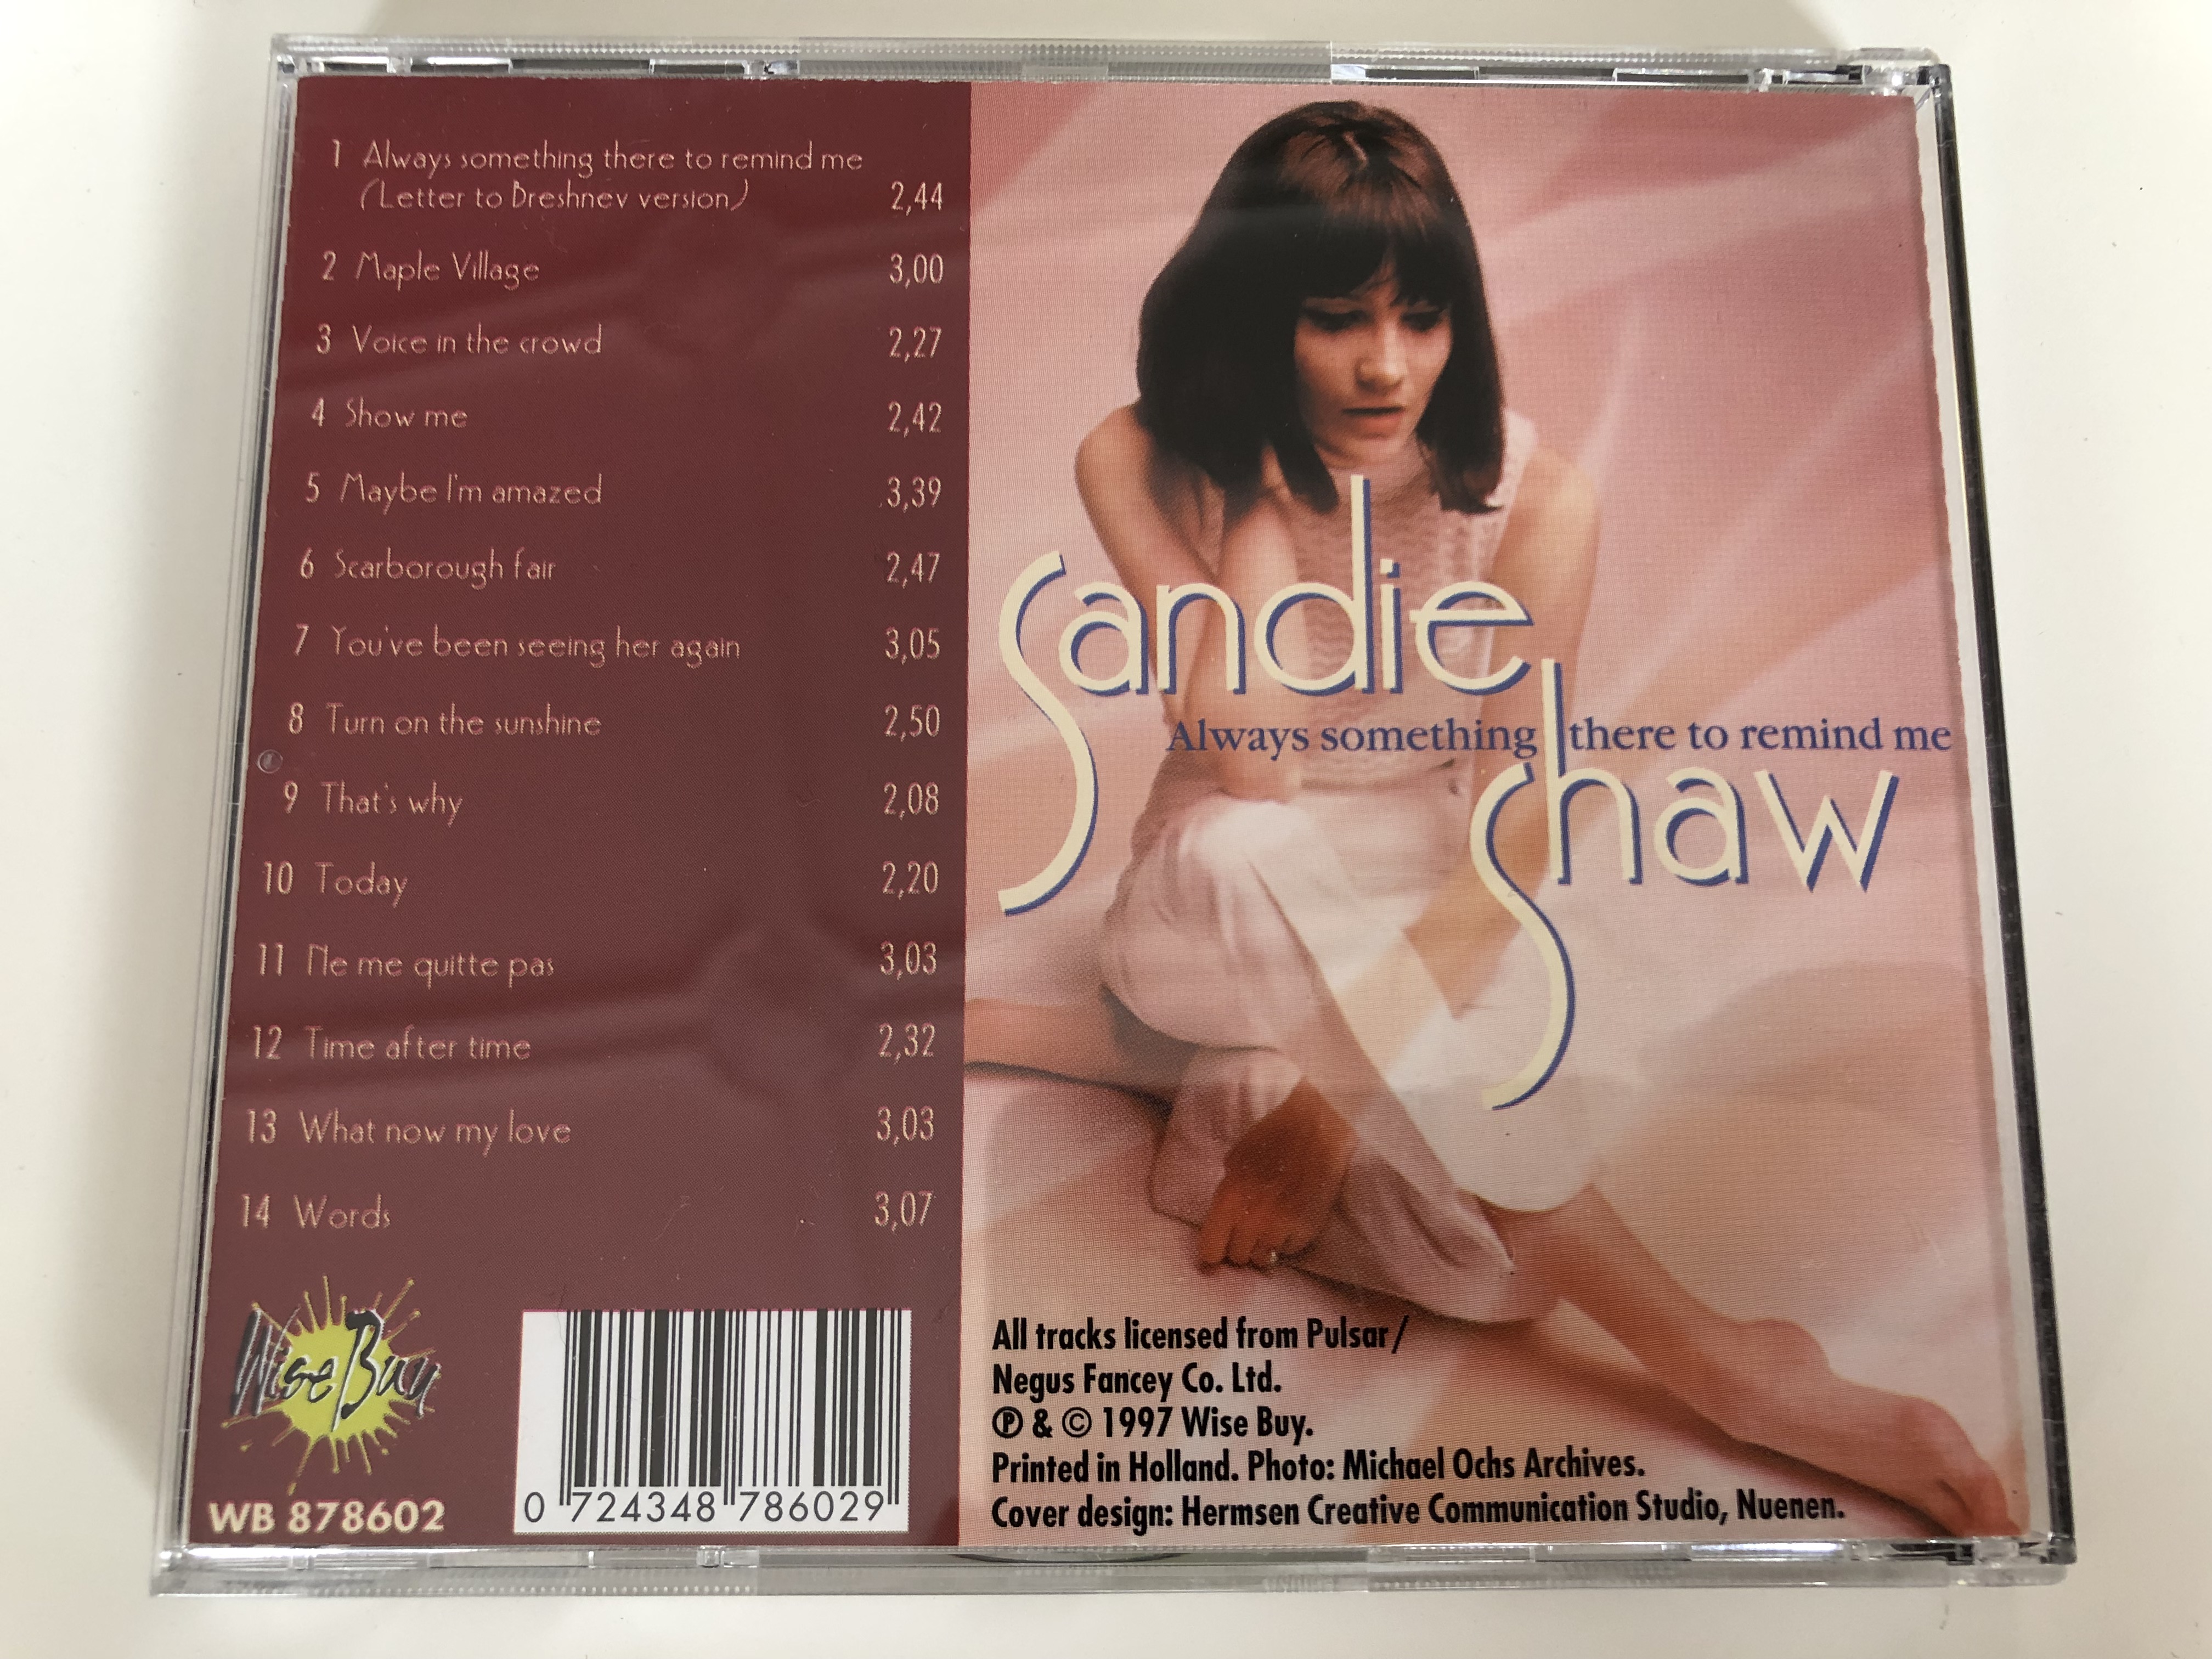 1 Always something there to remind me
(Letter to Breshnev version) 2,44
2 Maple Village 3,00
3 Voice in the crowd 2,27
4 Show me 2,42
5 Maybe I'm amazed 3,39
6 Scarborough fair 2,47
7 You've been seeing her again 3,05
8 Turn on the sunshine 2,50
9 That's why 2,08
10 Today 2,20
11 Ne me quitte pas 3,03
12 Time after time 2,32
13 What now my love 3,03
14 Words 3,07
Wise Buy
WB 878602
0 724348 786029
Sandie
Always something there to remind me
Shaw
All tracks licensed from Pulsar/
Negus Fancey Co. Ltd.
℗ & © 1997 Wise Buy.
Printed in Holland. Photo: Michael Ochs Archives.
Cover design: Hermsen Creative Communication Studio, Nuenen.